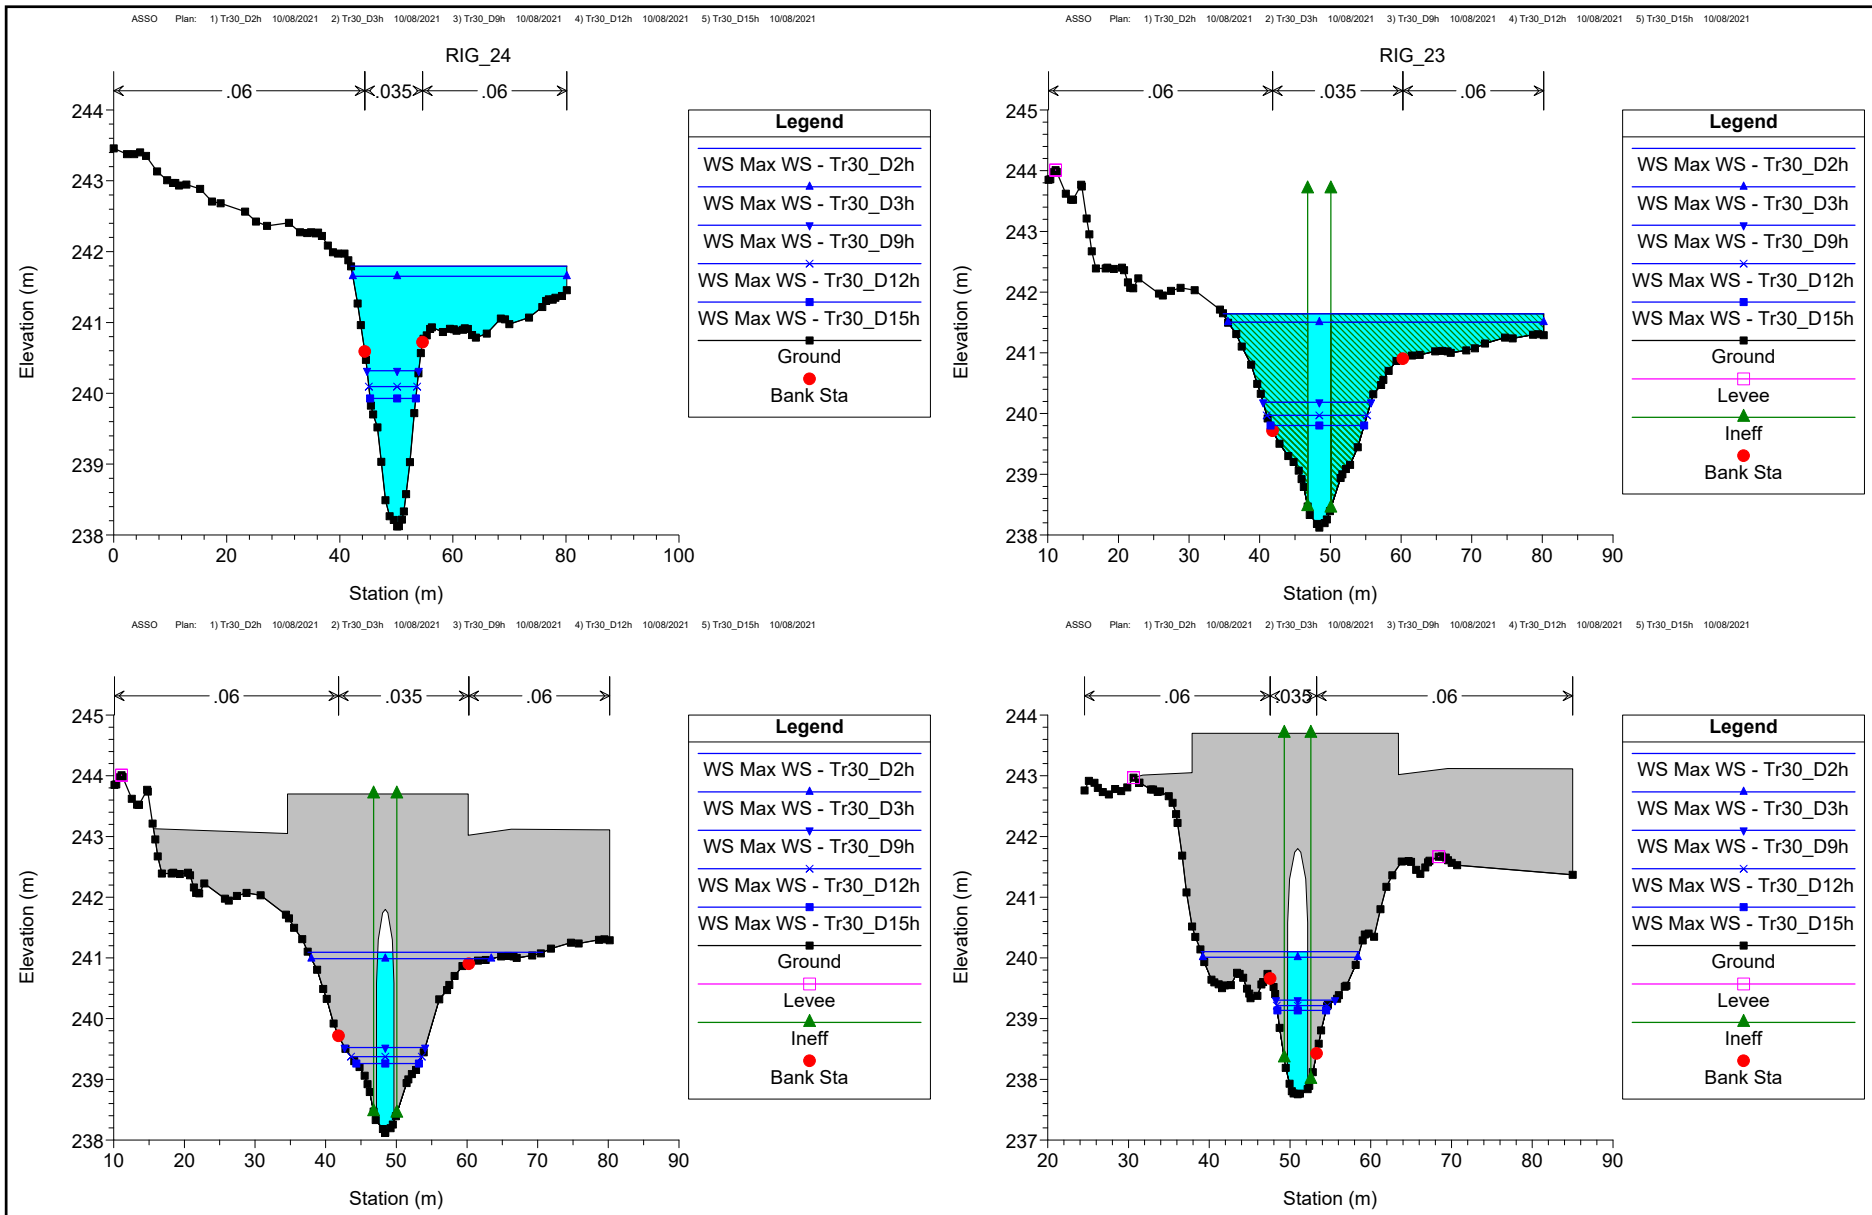 ASSO Plan: 1) Tr30_D2h 10/08/2021 2) Tr30_D3h 10/08/2021 3) Tr30_D9h 10/08/2021 4) Tr30_D12h 10/08/2021 5) Tr30_D15h 10/08/2021
RIG_24
.06 .035 .06
244
243
242
241
240
239
238
0 20 40 60 80 100
Elevation (m)
Station (m)
Legend
WS Max WS - Tr30_D2h
WS Max WS - Tr30_D3h
WS Max WS - Tr30_D9h
WS Max WS - Tr30_D12h
WS Max WS - Tr30_D15h
Ground
Bank Sta
ASSO Plan: 1) Tr30_D2h 10/08/2021 2) Tr30_D3h 10/08/2021 3) Tr30_D9h 10/08/2021 4) Tr30_D12h 10/08/2021 5) Tr30_D15h 10/08/2021
RIG_23
.06 .035 .06
245
244
243
242
241
240
239
238
10 20 30 40 50 60 70 80 90
Elevation (m)
Station (m)
Legend
WS Max WS - Tr30_D2h
WS Max WS - Tr30_D3h
WS Max WS - Tr30_D9h
WS Max WS - Tr30_D12h
WS Max WS - Tr30_D15h
Ground
Levee
Ineff
Bank Sta
ASSO Plan: 1) Tr30_D2h 10/08/2021 2) Tr30_D3h 10/08/2021 3) Tr30_D9h 10/08/2021 4) Tr30_D12h 10/08/2021 5) Tr30_D15h 10/08/2021
.06 .035 .06
245
244
243
242
241
240
239
238
10 20 30 40 50 60 70 80 90
Elevation (m)
Station (m)
Legend
WS Max WS - Tr30_D2h
WS Max WS - Tr30_D3h
WS Max WS - Tr30_D9h
WS Max WS - Tr30_D12h
WS Max WS - Tr30_D15h
Ground
Levee
Ineff
Bank Sta
ASSO Plan: 1) Tr30_D2h 10/08/2021 2) Tr30_D3h 10/08/2021 3) Tr30_D9h 10/08/2021 4) Tr30_D12h 10/08/2021 5) Tr30_D15h 10/08/2021
.06 .035 .06
244
243
242
241
240
239
238
237
20 30 40 50 60 70 80 90
Elevation (m)
Station (m)
Legend
WS Max WS - Tr30_D2h
WS Max WS - Tr30_D3h
WS Max WS - Tr30_D9h
WS Max WS - Tr30_D12h
WS Max WS - Tr30_D15h
Ground
Levee
Ineff
Bank Sta